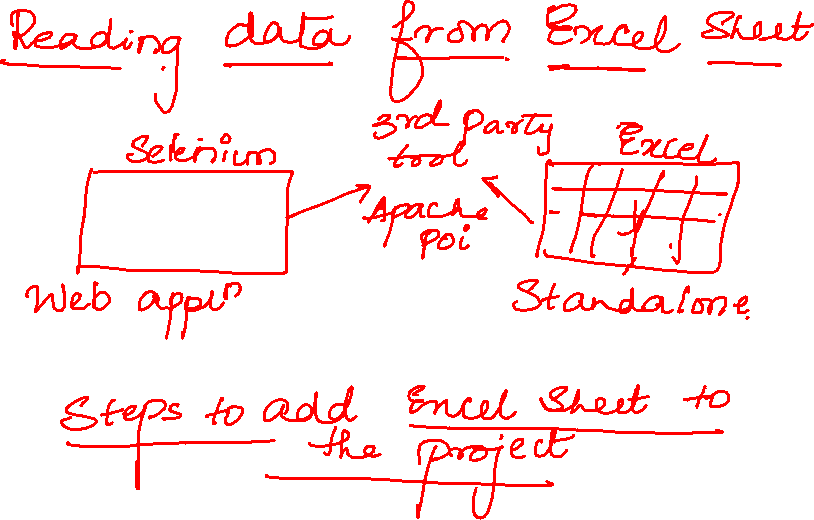 Reading data from Excel Sheet
3rd Party
tool
Selenium
Excel
Apache
POI
Web appln
Standalone
Steps to add Excel Sheet to
the project